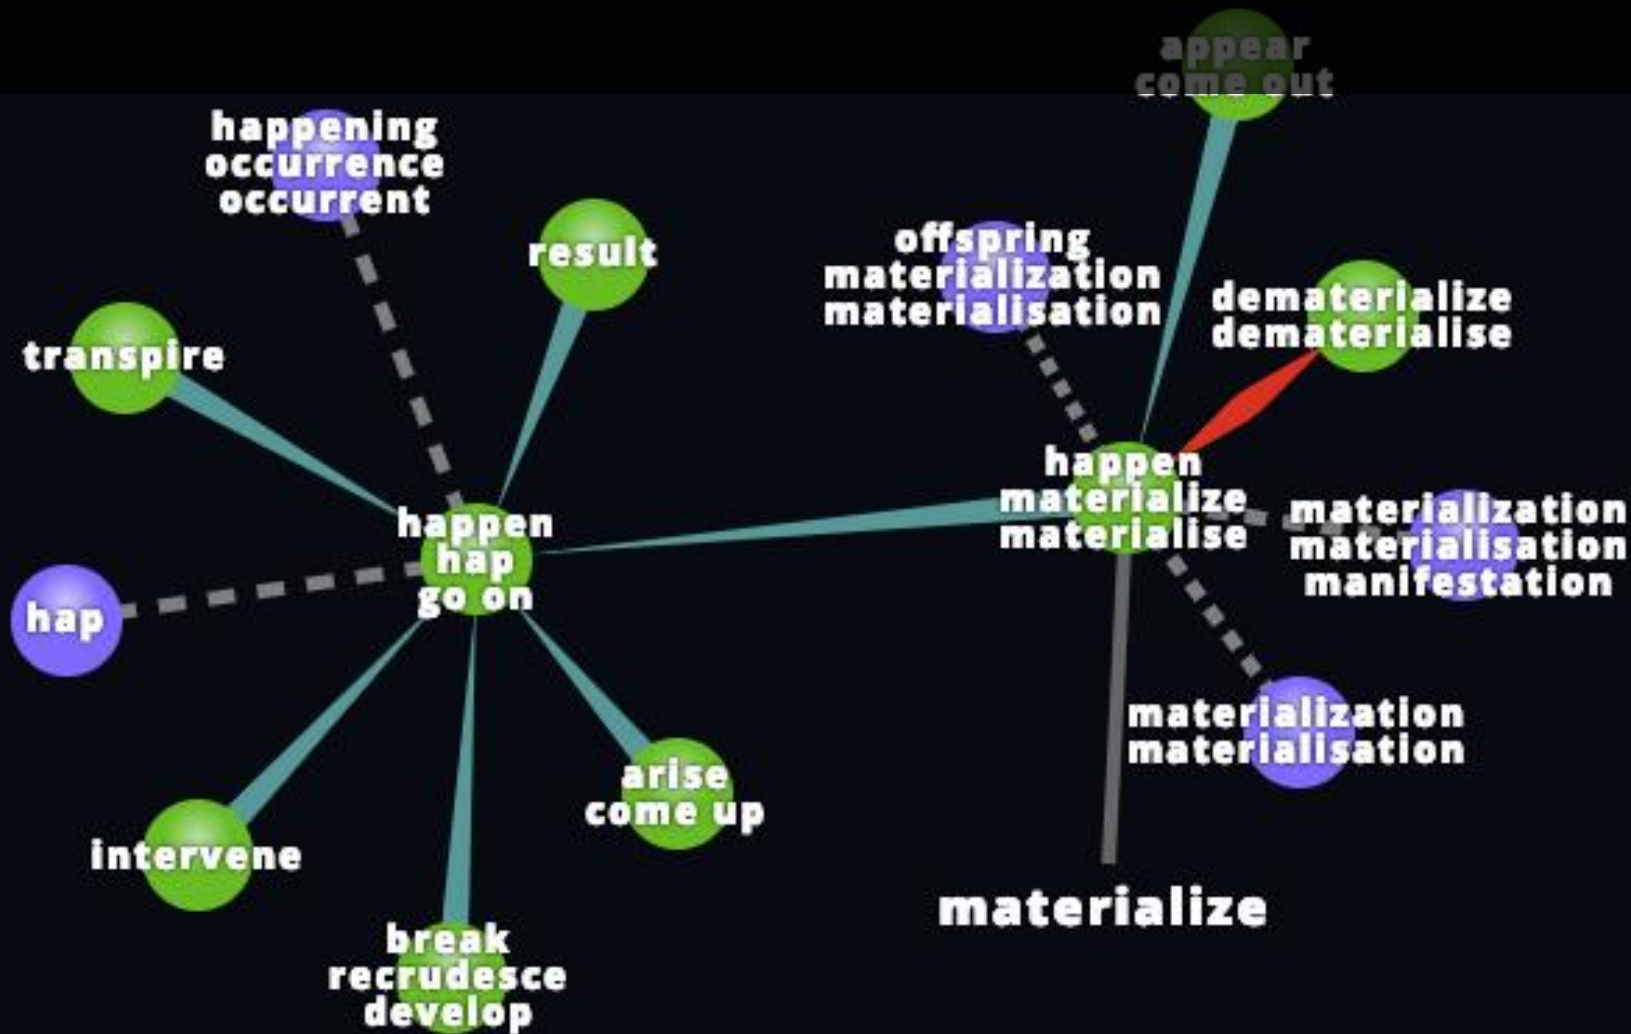 appear
come out
happening
occurrence
occurrent
result
offspring
materialization
materialisation
dematerialize
dematerialise
transpire
happen
materialize
materialise
materialization
materialisation
manifestation
happen
hap
go on
hap
materialization
materialisation
arise
come up
intervene
materialize
break
recrudesce
develop